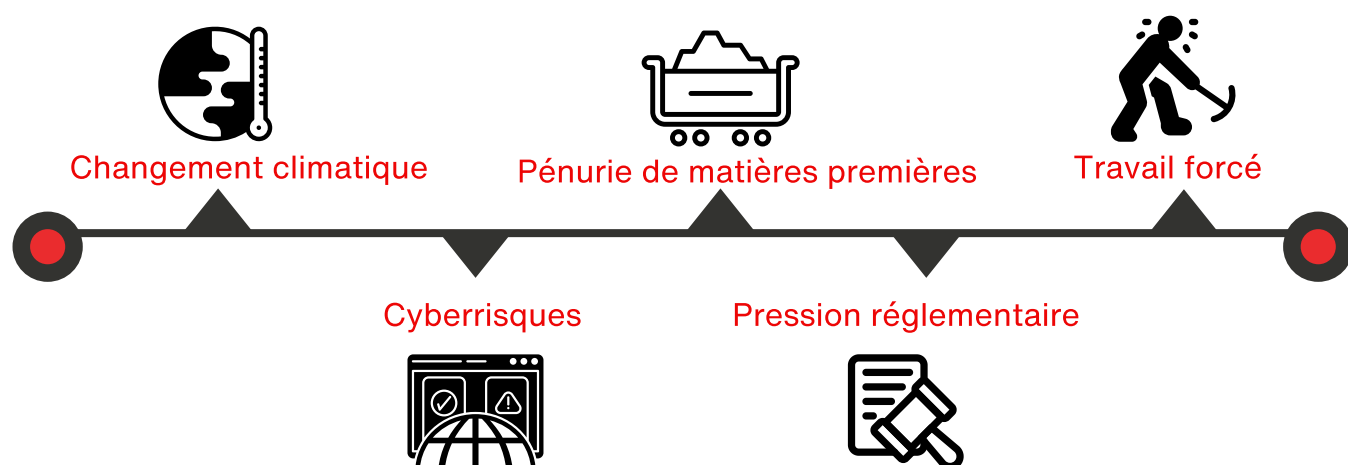 Changement climatique
Pénurie de matières premières
Travail forcé
Cyberrisques
Pression réglementaire